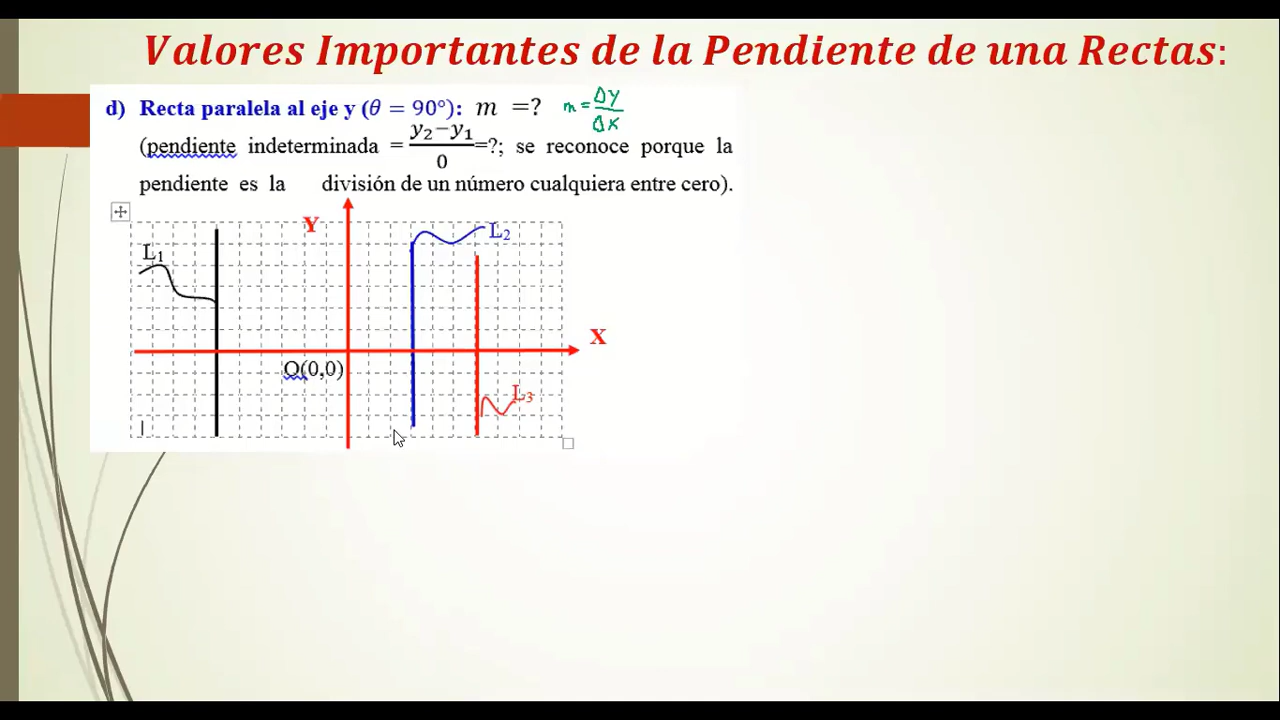 Valores Importantes de la Pendiente de una Rectas:
d) Recta paralela al eje y (θ = 90°): m =? m = Δy/Δx
(pendiente indeterminada = y₂−y₁/0 =?; se reconoce porque la
pendiente es la división de un número cualquiera entre cero).
Y
L₂
L₁
X
O(0,0)
L₃